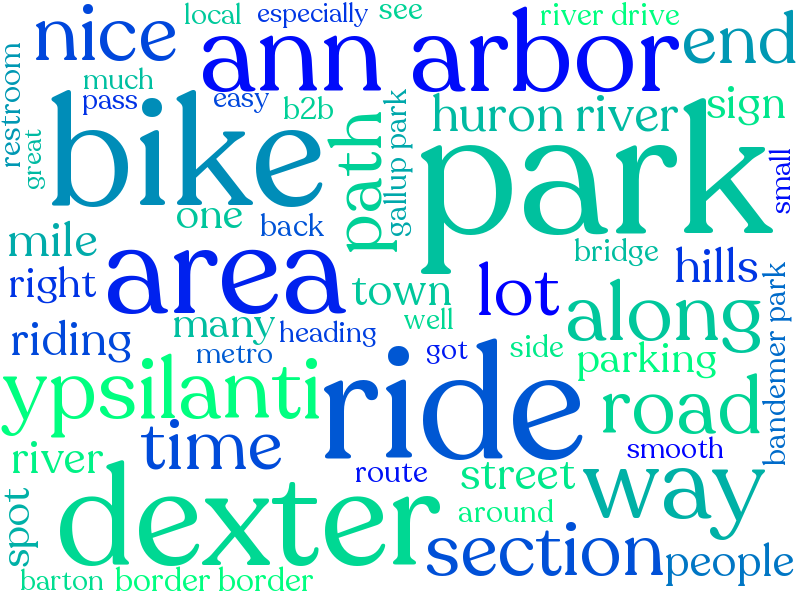 local especially see river drive
nice ann arbor end
restroom much pass easy b2b
great bike path gallup park huron river sign
park small
one back
mile bridge
right area town lot hills
riding many heading well along bandemer park
metro got side parking
ypsilanti ride road
river time smooth
route street way
spot dexter around
section people
barton border border